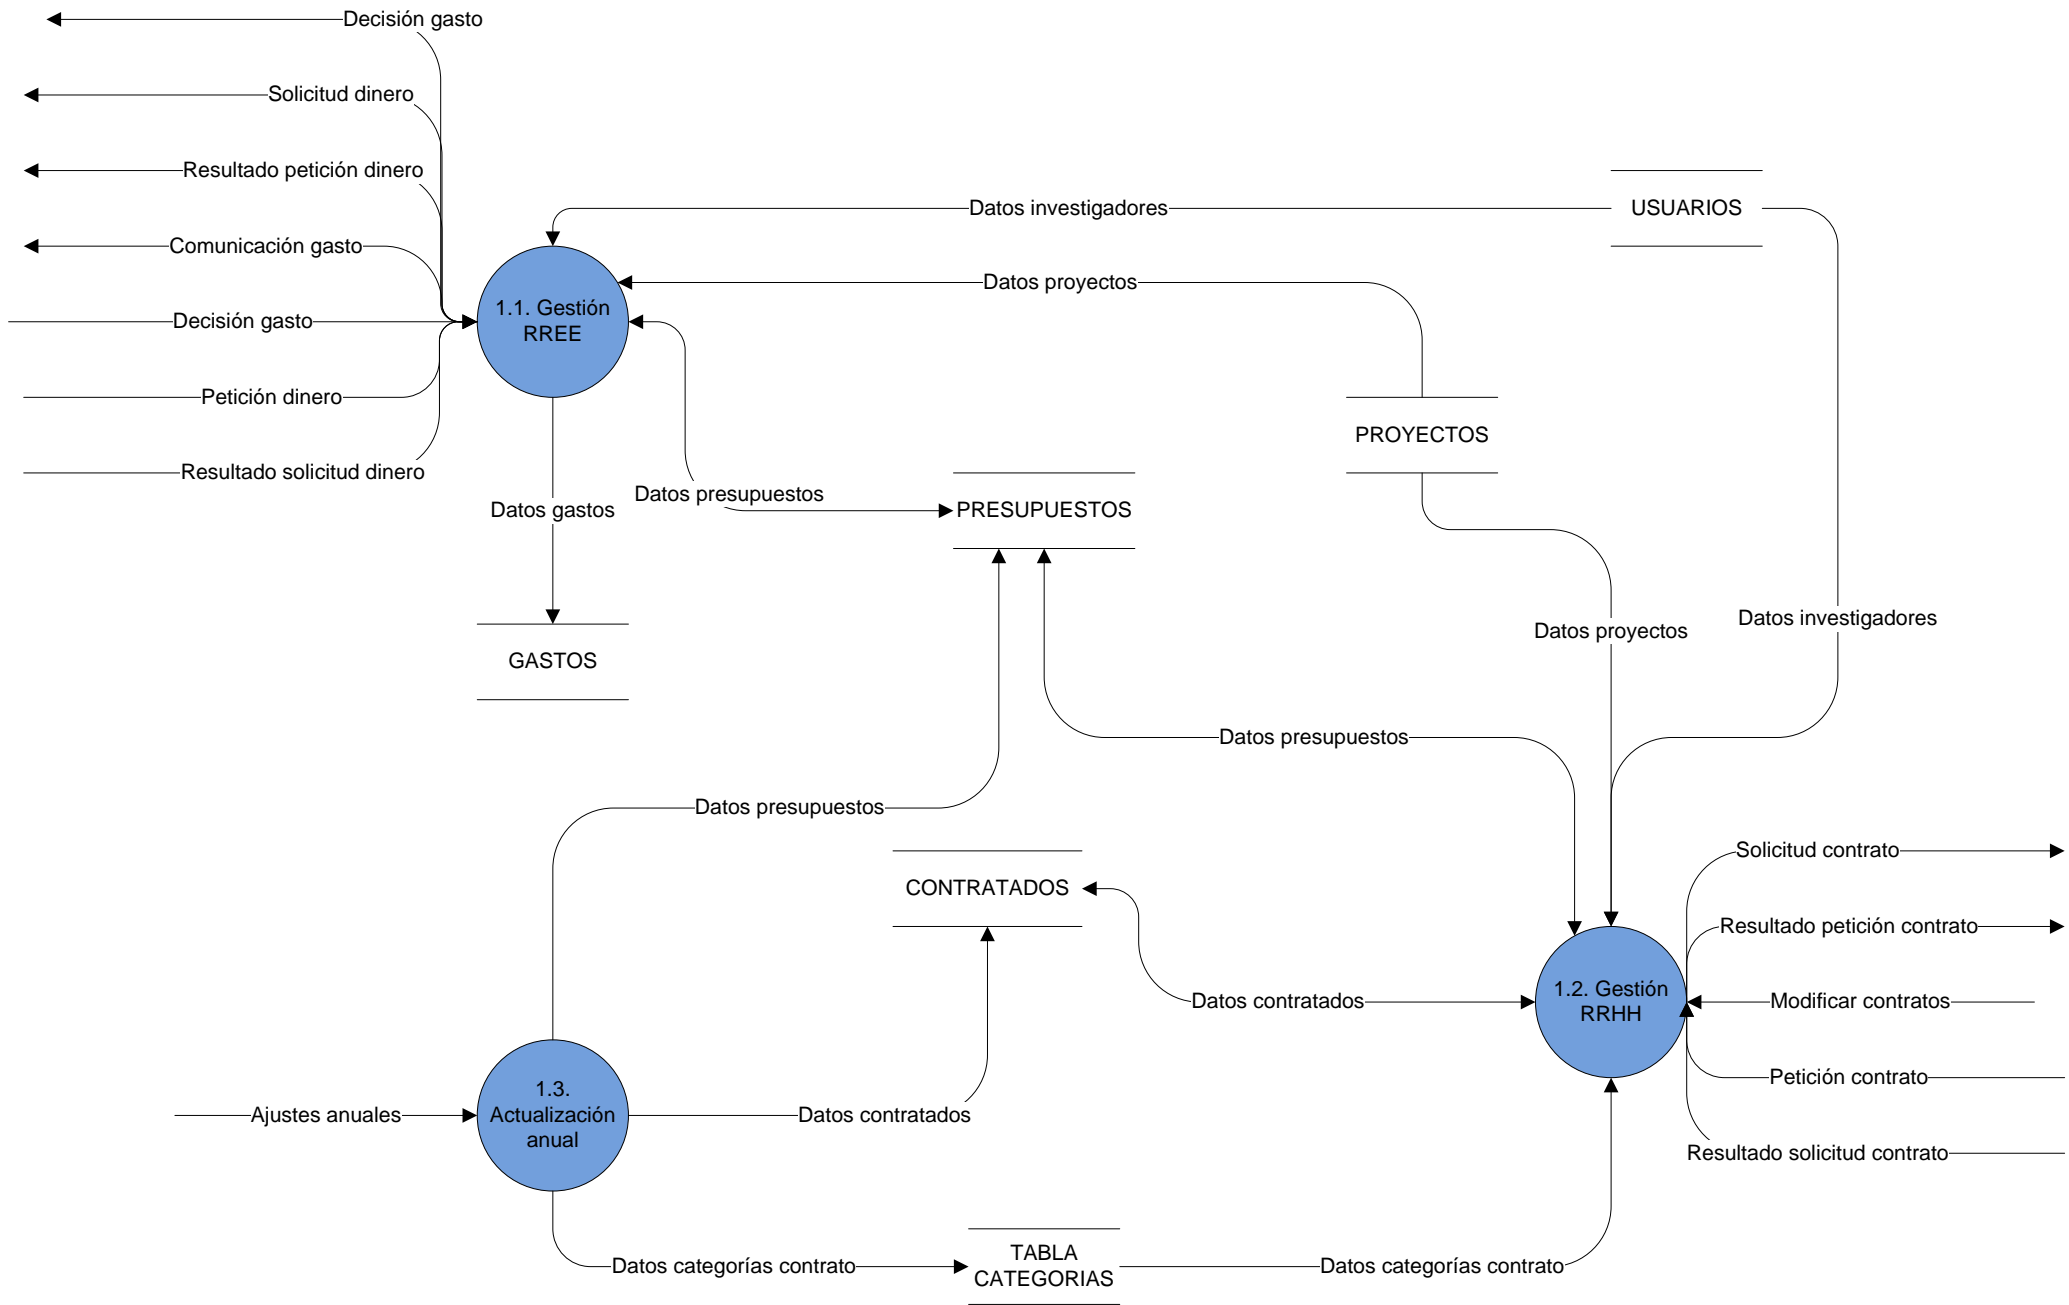 Decisión gasto
Solicitud dinero
Resultado petición dinero
Datos investigadores
USUARIOS
Comunicación gasto
Datos proyectos
1.1. Gestión
RREE
Decisión gasto
Petición dinero
PROYECTOS
Resultado solicitud dinero
Datos presupuestos
Datos gastos
PRESUPUESTOS
Datos investigadores
Datos proyectos
GASTOS
Datos presupuestos
Datos presupuestos
Solicitud contrato
CONTRATADOS
Resultado petición contrato
Datos contratados
1.2. Gestión
RRHH
Modificar contratos
Petición contrato
1.3.
Actualización
anual
Ajustes anuales
Datos contratados
Resultado solicitud contrato
Datos categorías contrato
TABLA
CATEGORIAS
Datos categorías contrato